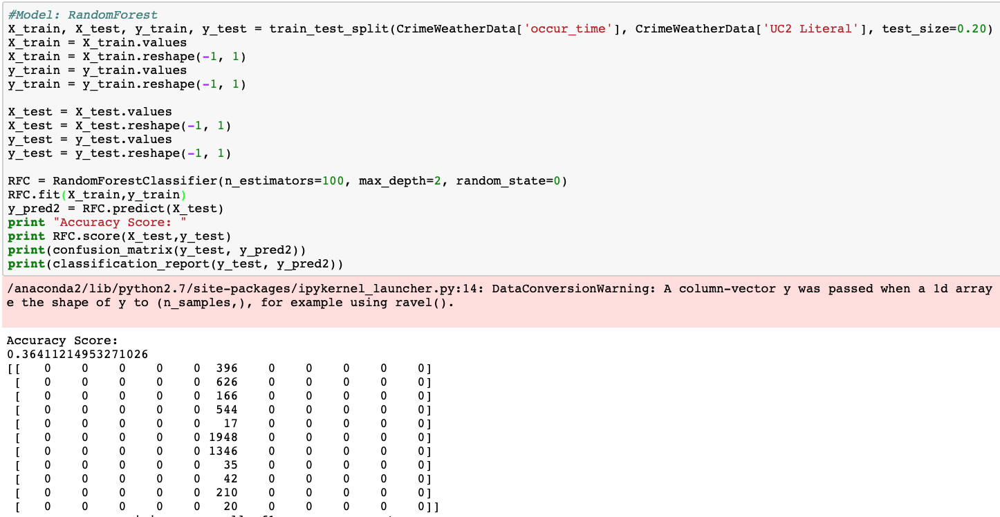 #Model: RandomForest
X_train, X_test, y_train, y_test = train_test_split(CrimeWeatherData['occur_time'], CrimeWeatherData['UC2 Literal'], test_size=0.20)
X_train = X_train.values
X_train = X_train.reshape(-1, 1)
y_train = y_train.values
y_train = y_train.reshape(-1, 1)
X_test = X_test.values
X_test = X_test.reshape(-1, 1)
y_test = y_test.values
y_test = y_test.reshape(-1, 1)
RFC = RandomForestClassifier(n_estimators=100, max_depth=2, random_state=0)
RFC.fit(X_train,y_train)
y_pred2 = RFC.predict(X_test)
print "Accuracy Score: "
print RFC.score(X_test,y_test)
print(confusion_matrix(y_test, y_pred2))
print(classification_report(y_test, y_pred2))
/anaconda2/lib/python2.7/site-packages/ipykernel_launcher.py:14: DataConversionWarning: A column-vector y was passed when a 1d array
e the shape of y to (n_samples,), for example using ravel().
Accuracy Score:
0.36411214953271026
[[ 0 0 0 0 0 396 0 0 0 0 0]
[ 0 0 0 0 0 626 0 0 0 0 0]
[ 0 0 0 0 0 166 0 0 0 0 0]
[ 0 0 0 0 0 544 0 0 0 0 0]
[ 0 0 0 0 0 17 0 0 0 0 0]
[ 0 0 0 0 0 1948 0 0 0 0 0]
[ 0 0 0 0 0 1346 0 0 0 0 0]
[ 0 0 0 0 0 35 0 0 0 0 0]
[ 0 0 0 0 0 42 0 0 0 0 0]
[ 0 0 0 0 0 210 0 0 0 0 0]
[ 0 0 0 0 0 20 0 0 0 0 0]]